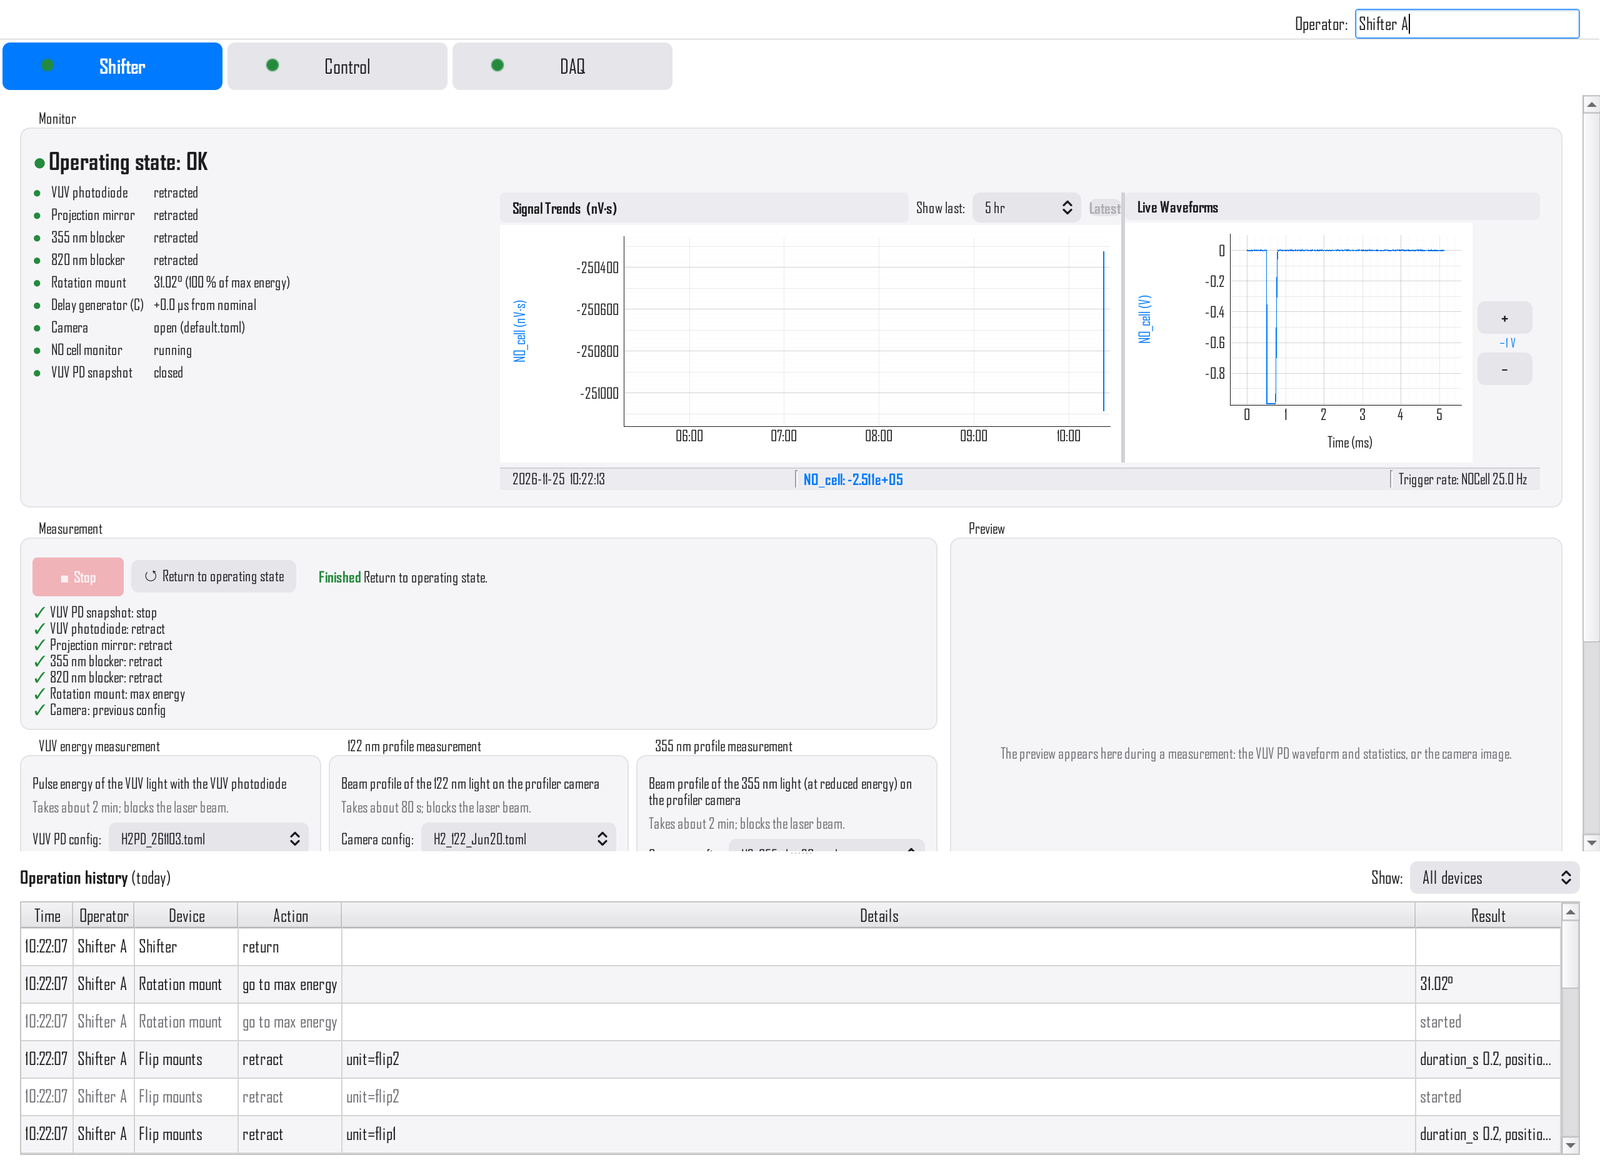 Operator: Shifter A
Shifter
Control
DAQ
Monitor
Operating state: OK
VUV photodiode retracted
Projection mirror retracted
355 nm blocker retracted
820 nm blocker retracted
Rotation mount 31.02° (100 % of max energy)
Delay generator (C) +0.0 µs from nominal
Camera open (default.toml)
NO cell monitor running
VUV PD snapshot closed
Signal Trends (nV·s)
Show last: 5 hr
Latest
-250400
-250600
-250800
-251000
NO_cell (nV·s)
06:00 07:00 08:00 09:00 10:00
Live Waveforms
0
-0.2
-0.4
-0.6
-0.8
NO_cell (V)
0 1 2 3 4 5
Time (ms)
+
−1 V
−
2026-11-25 10:22:13
NO_cell: -2.511e+05
Trigger rate: NOCell 25.0 Hz
Measurement
Stop
Return to operating state
Finished Return to operating state.
✓ VUV PD snapshot: stop
✓ VUV photodiode: retract
✓ Projection mirror: retract
✓ 355 nm blocker: retract
✓ 820 nm blocker: retract
✓ Rotation mount: max energy
✓ Camera: previous config
Preview
The preview appears here during a measurement: the VUV PD waveform and statistics, or the camera image.
VUV energy measurement
Pulse energy of the VUV light with the VUV photodiode
Takes about 2 min; blocks the laser beam.
VUV PD config: H2PD_261103.toml
122 nm profile measurement
Beam profile of the 122 nm light on the profiler camera
Takes about 80 s; blocks the laser beam.
Camera config: H2_122_Jun20.toml
355 nm profile measurement
Beam profile of the 355 nm light (at reduced energy) on
the profiler camera
Takes about 2 min; blocks the laser beam.
Operation history (today)
Show: All devices
Time Operator Device Action Details Result
10:22:07 Shifter A Shifter return
10:22:07 Shifter A Rotation mount go to max energy 31.02°
10:22:07 Shifter A Rotation mount go to max energy started
10:22:07 Shifter A Flip mounts retract unit=flip2 duration_s 0.2, positio...
10:22:07 Shifter A Flip mounts retract unit=flip2 started
10:22:07 Shifter A Flip mounts retract unit=flip1 duration_s 0.2, positio...